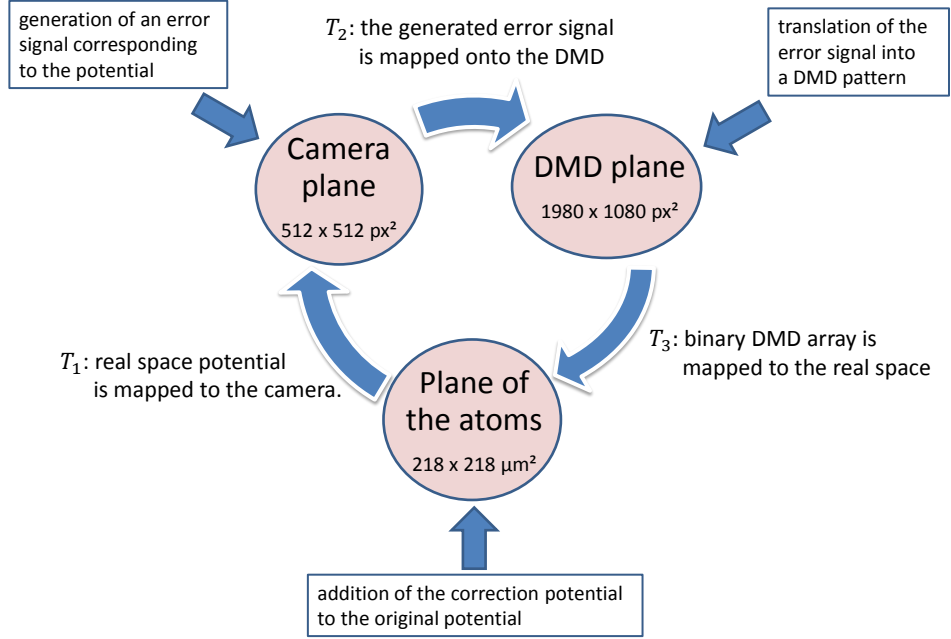 generation of an error
signal corresponding
to the potential
T₂: the generated error signal
is mapped onto the DMD
translation of the
error signal into
a DMD pattern
Camera
plane
512 x 512 px²
DMD plane
1980 x 1080 px²
T₁: real space potential
is mapped to the camera.
T₃: binary DMD array is
mapped to the real space
Plane of
the atoms
218 x 218 µm²
addition of the correction potential
to the original potential